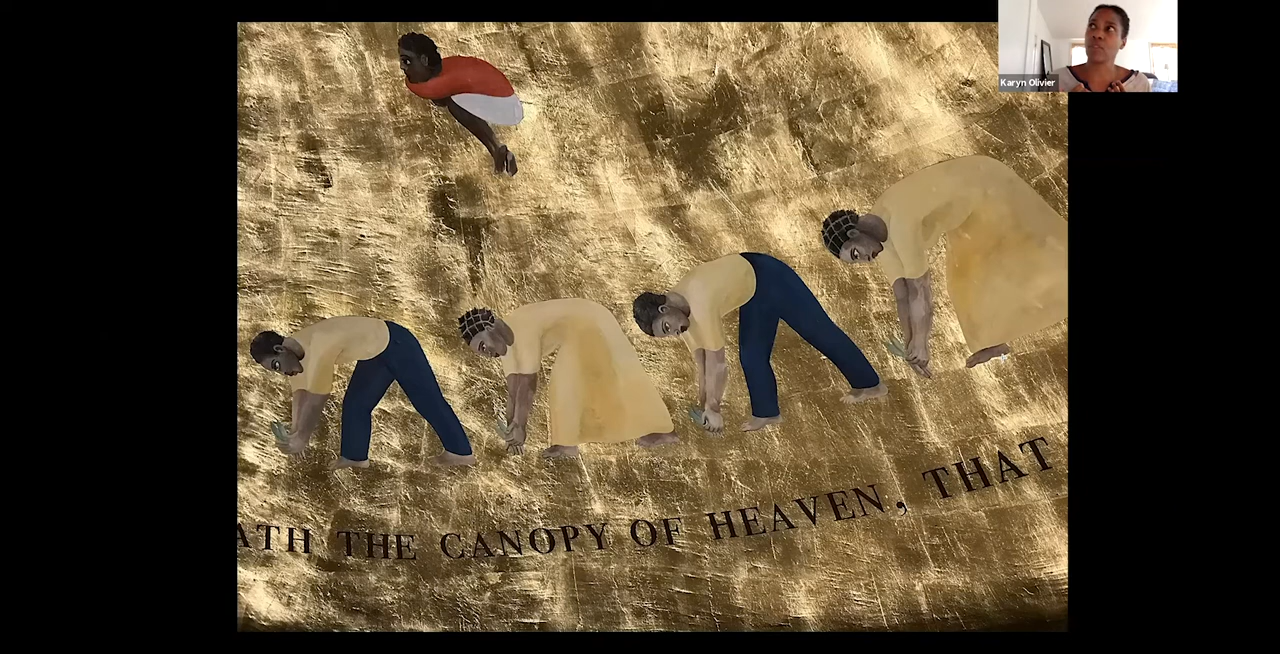 Karyn Olivier
ATH THE CANOPY OF HEAVEN, THAT